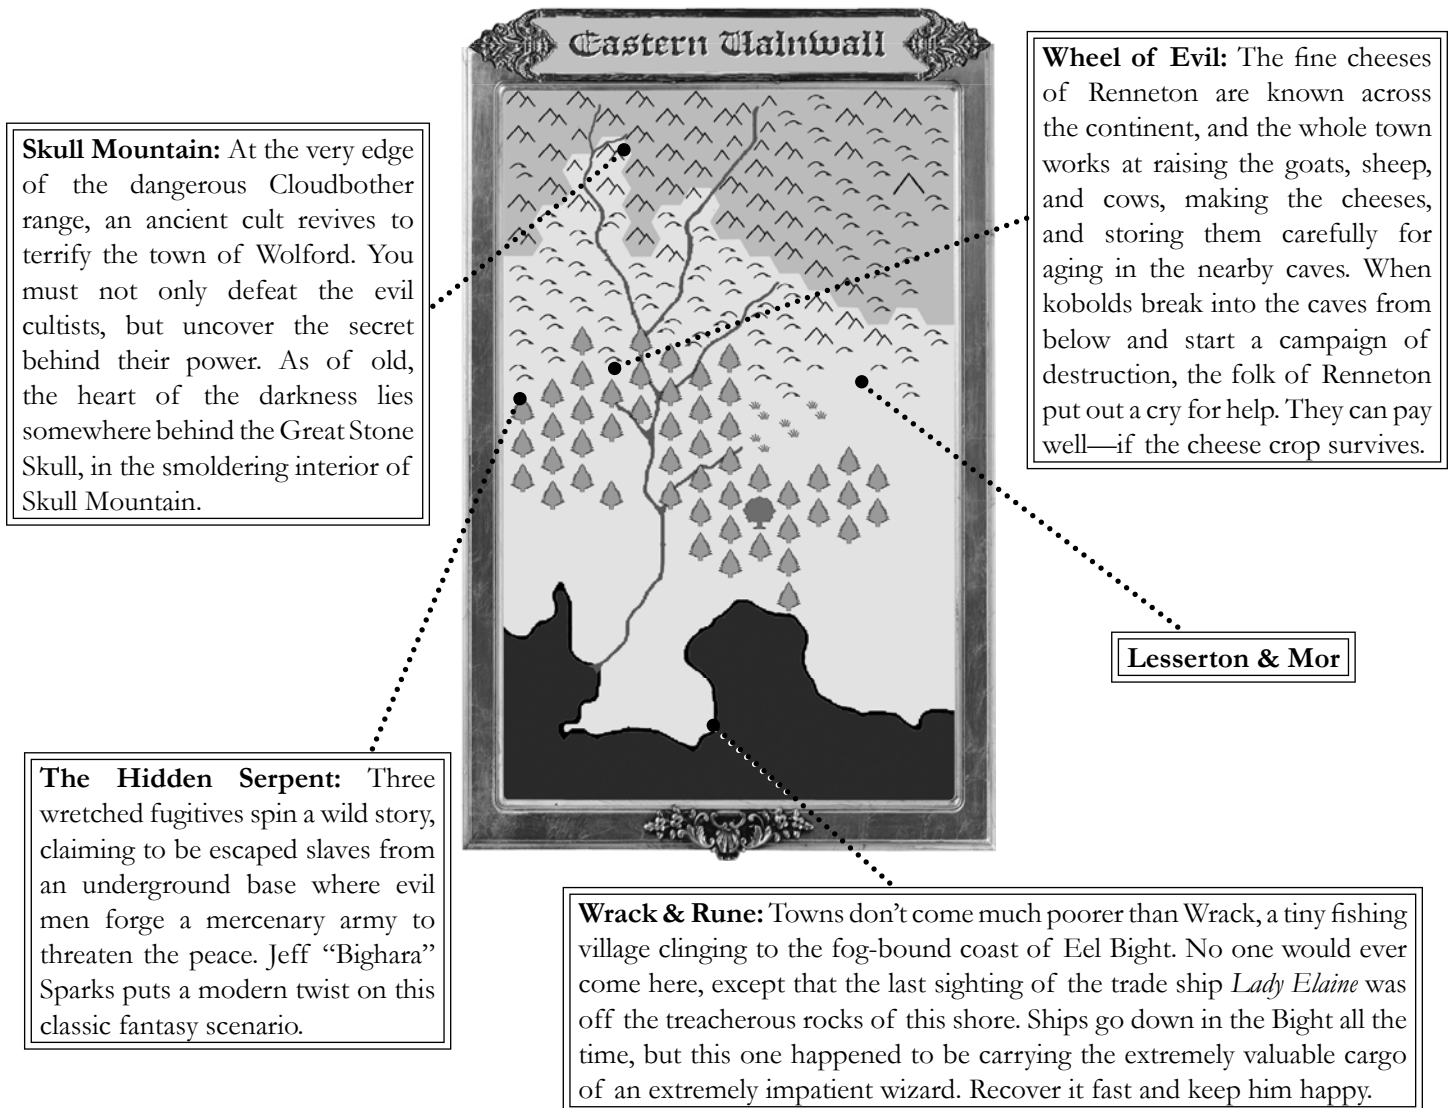 Eastern Walnwall
Skull Mountain: At the very edge
of the dangerous Cloudbother
range, an ancient cult revives to
terrify the town of Wolford. You
must not only defeat the evil
cultists, but uncover the secret
behind their power. As of old,
the heart of the darkness lies
somewhere behind the Great Stone
Skull, in the smoldering interior of
Skull Mountain.
Wheel of Evil: The fine cheeses
of Renneton are known across
the continent, and the whole town
works at raising the goats, sheep,
and cows, making the cheeses,
and storing them carefully for
aging in the nearby caves. When
kobolds break into the caves from
below and start a campaign of
destruction, the folk of Renneton
put out a cry for help. They can pay
well—if the cheese crop survives.
Lesserton & Mor
The Hidden Serpent: Three
wretched fugitives spin a wild story,
claiming to be escaped slaves from
an underground base where evil
men forge a mercenary army to
threaten the peace. Jeff “Bighara”
Sparks puts a modern twist on this
classic fantasy scenario.
Wrack & Rune: Towns don’t come much poorer than Wrack, a tiny fishing
village clinging to the fog-bound coast of Eel Bight. No one would ever
come here, except that the last sighting of the trade ship Lady Elaine was
off the treacherous rocks of this shore. Ships go down in the Bight all the
time, but this one happened to be carrying the extremely valuable cargo
of an extremely impatient wizard. Recover it fast and keep him happy.